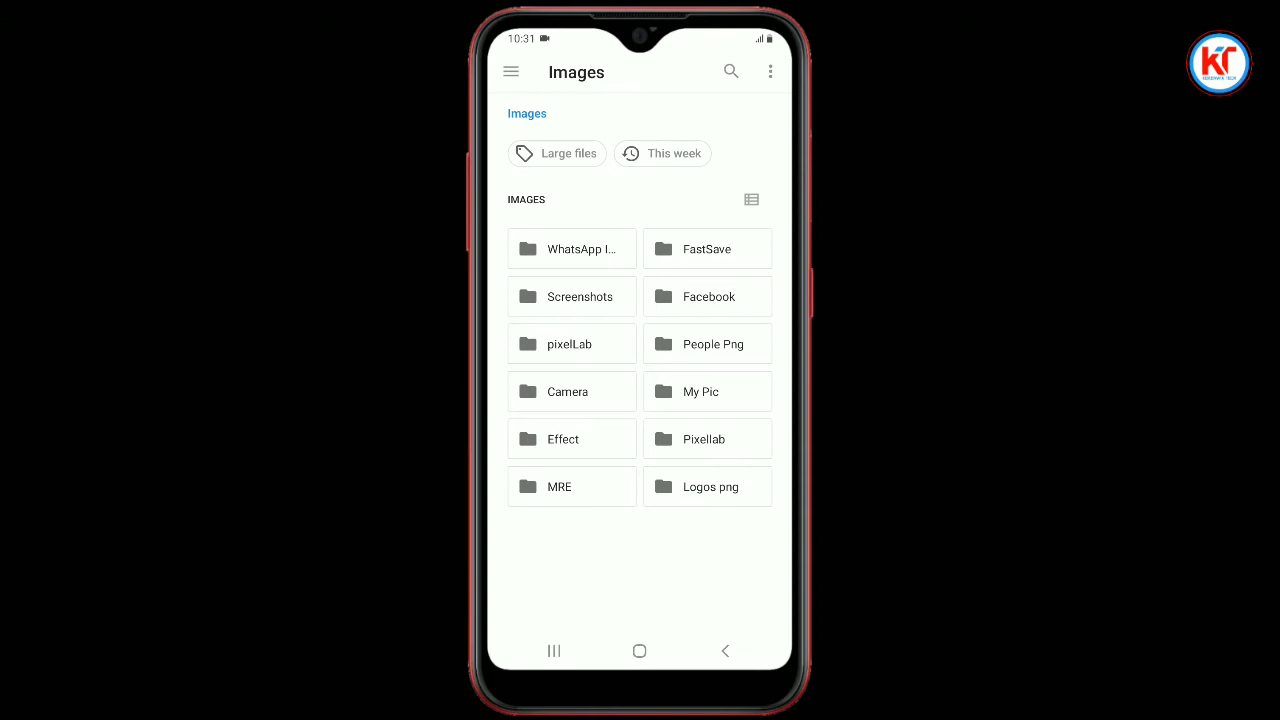 10:31
Images
Images
Large files
This week
IMAGES
WhatsApp I...
FastSave
Screenshots
Facebook
pixelLab
People Png
Camera
My Pic
Effect
Pixellab
MRE
Logos png
KT